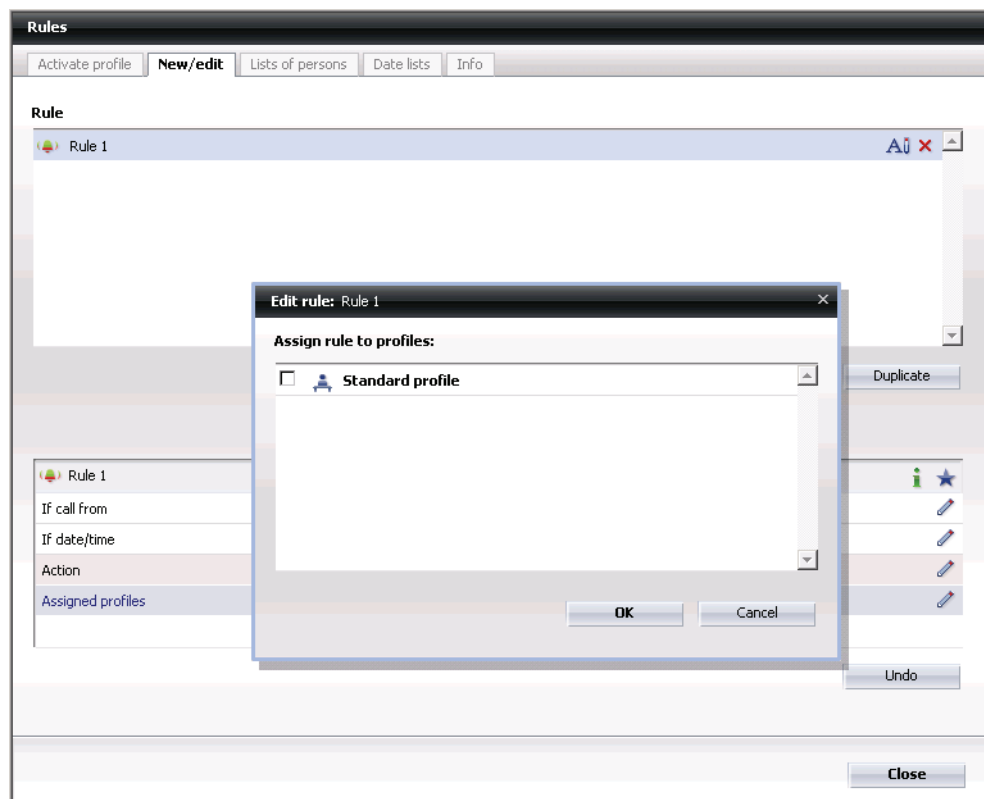 Rules
Activate profile New/edit Lists of persons Date lists Info
Rule
Rule 1
Edit rule: Rule 1
Assign rule to profiles:
Standard profile
Duplicate
Rule 1
If call from
If date/time
Action
Assigned profiles
OK Cancel
Undo
Close